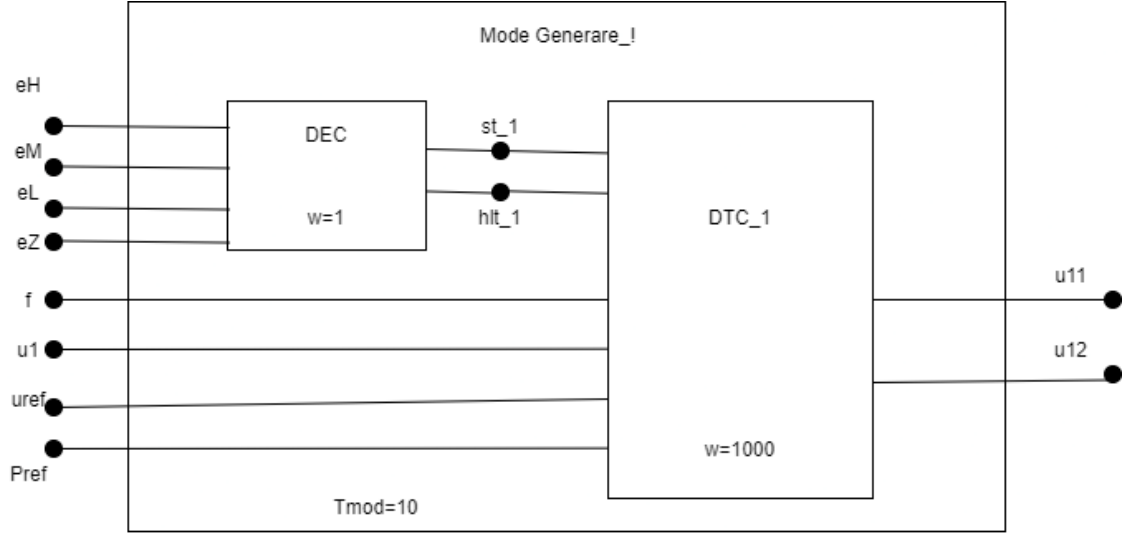 Mode Generare_!
eH
eM
eL
eZ
f
u1
uref
Pref
DEC
w=1
st_1
hlt_1
DTC_1
w=1000
u11
u12
Tmod=10